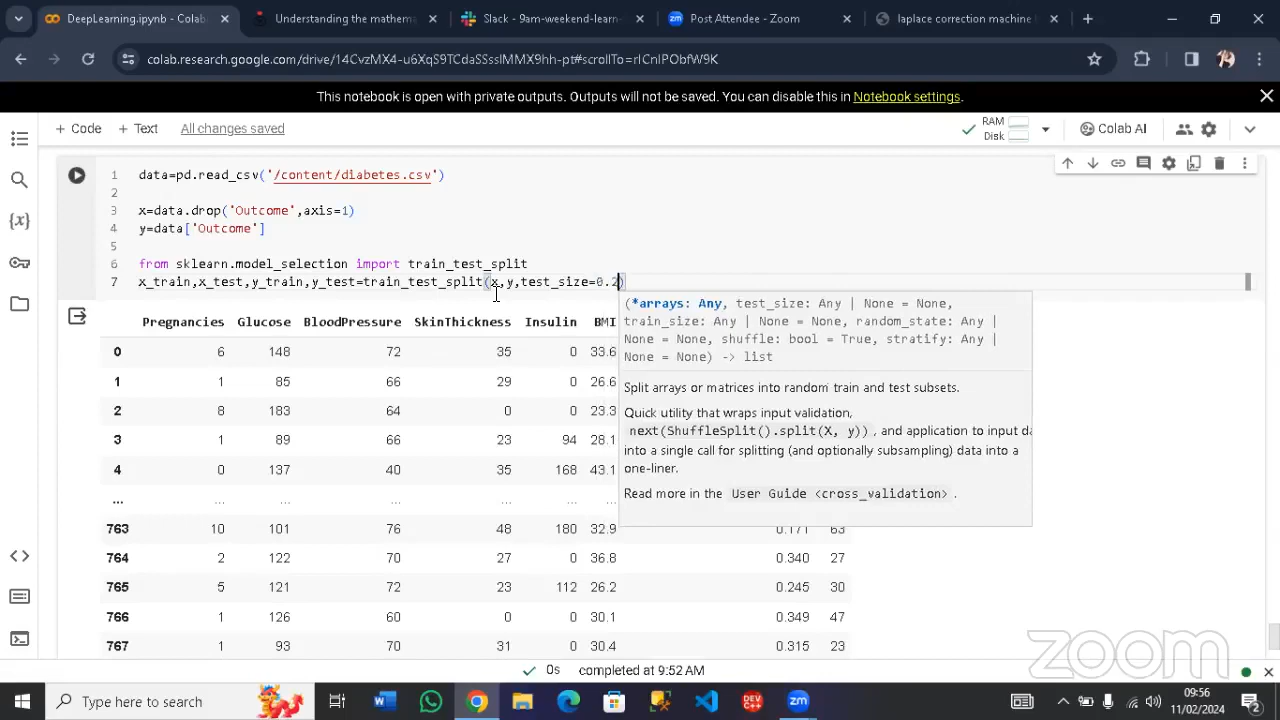 DeepLearning.ipynb - Colab
Understanding the mathema
Slack - 9am-weekend-learn
Post Attendee - Zoom
laplace correction machine
colab.research.google.com/drive/14CvzMX4-u6XqS9TCdaSSssIMMX9hh-pt#scrollTo=rICnIPObfW9K
This notebook is open with private outputs. Outputs will not be saved. You can disable this in Notebook settings.
+ Code + Text All changes saved
RAM
Disk
Colab AI
1 data=pd.read_csv('/content/diabetes.csv')
2
3 x=data.drop('Outcome',axis=1)
4 y=data['Outcome']
5
6 from sklearn.model_selection import train_test_split
7 x_train,x_test,y_train,y_test=train_test_split(x,y,test_size=0.2)
(*arrays: Any, test_size: Any | None = None,
train_size: Any | None = None, random_state: Any |
None = None, shuffle: bool = True, stratify: Any |
None = None) -> list
Split arrays or matrices into random train and test subsets.
Quick utility that wraps input validation,
next(ShuffleSplit().split(X, y)), and application to input da
into a single call for splitting (and optionally subsampling) data into a
one-liner.
Read more in the User Guide <cross_validation>.
Pregnancies Glucose BloodPressure SkinThickness Insulin BMI
0 6 148 72 35 0 33.6
1 1 85 66 29 0 26.6
2 8 183 64 0 0 23.3
3 1 89 66 23 94 28.1
4 0 137 40 35 168 43.1
... ... ... ... ... ...
763 10 101 76 48 180 32.9 0.171 63
764 2 122 70 27 0 36.8 0.340 27
765 5 121 72 23 112 26.2 0.245 30
766 1 126 60 0 0 30.1 0.349 47
767 1 93 70 31 0 30.4 0.315 23
zoom
0s completed at 9:52 AM
Type here to search
09:56
11/02/2024
2